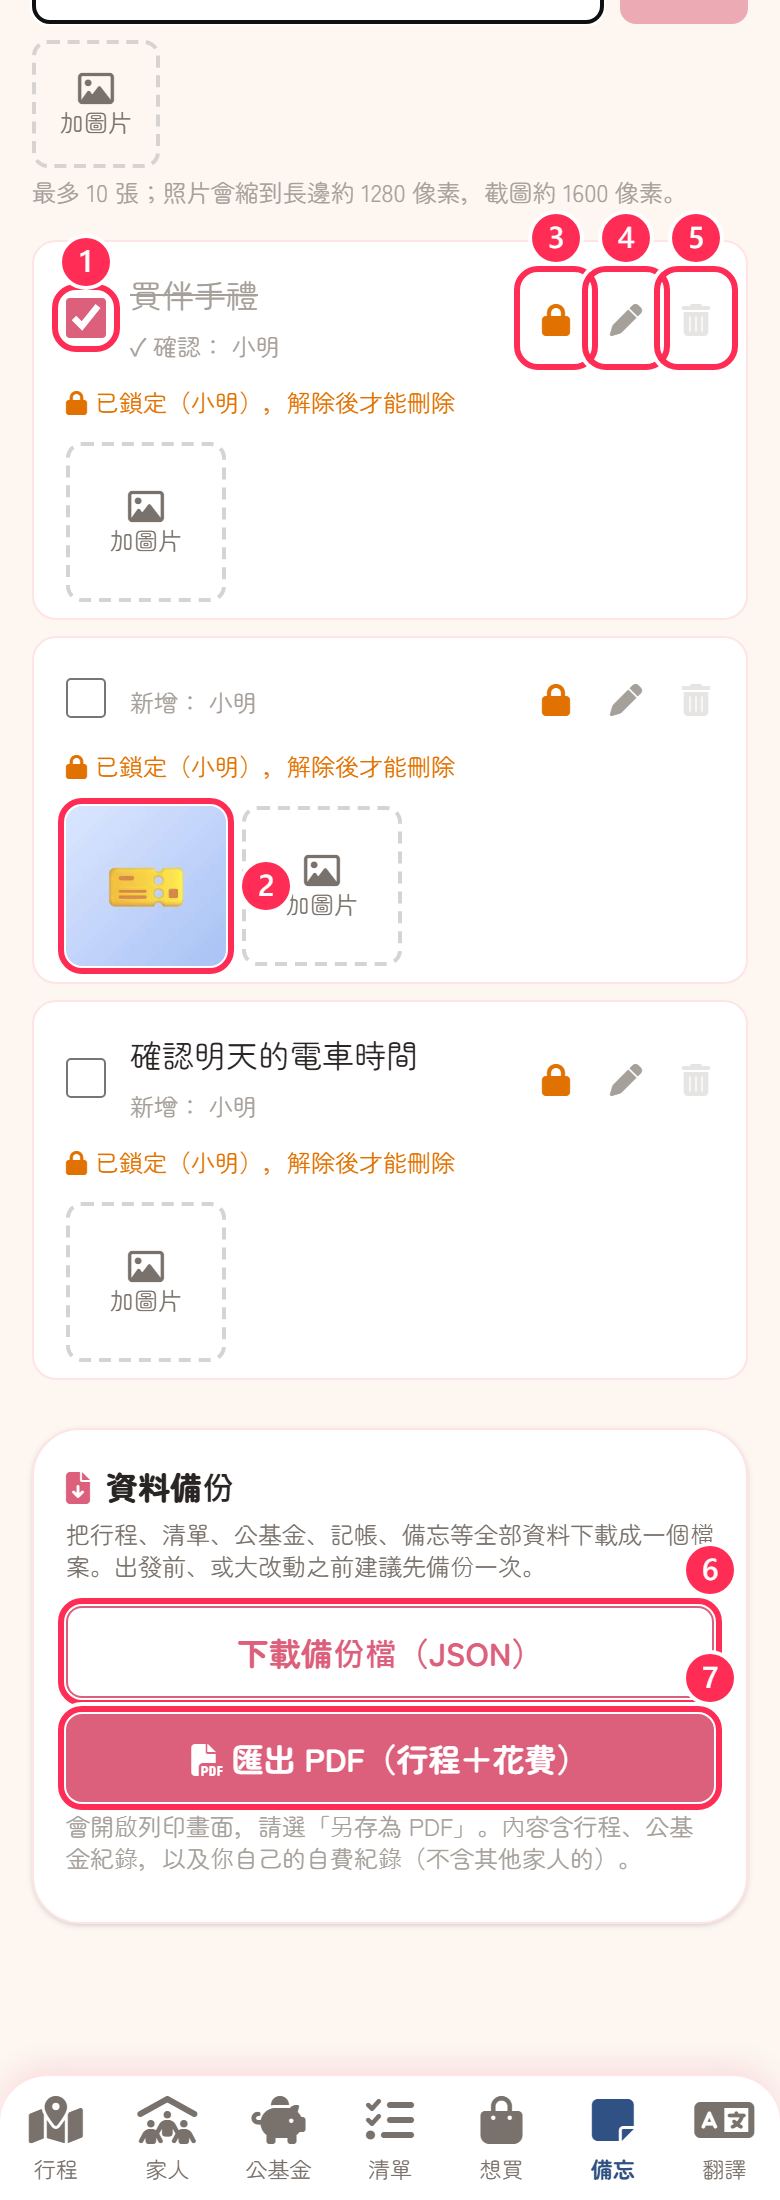 加圖片
最多 10 張；照片會縮到長邊約 1280 像素，截圖約 1600 像素。
1
3
4
5
買伴手禮
✓ 確認： 小明
已鎖定（小明），解除後才能刪除
加圖片
新增： 小明
已鎖定（小明），解除後才能刪除
2
加圖片
確認明天的電車時間
新增： 小明
已鎖定（小明），解除後才能刪除
加圖片
資料備份
把行程、清單、公基金、記帳、備忘等全部資料下載成一個檔
案。出發前、或大改動之前建議先備份一次。
6
下載備份檔（JSON）
7
PDF 匯出 PDF（行程＋花費）
會開啟列印畫面，請選「另存為 PDF」。內容含行程、公基
金紀錄，以及你自己的自費紀錄（不含其他家人的）。
行程 家人 公基金 清單 想買 備忘 A文 翻譯